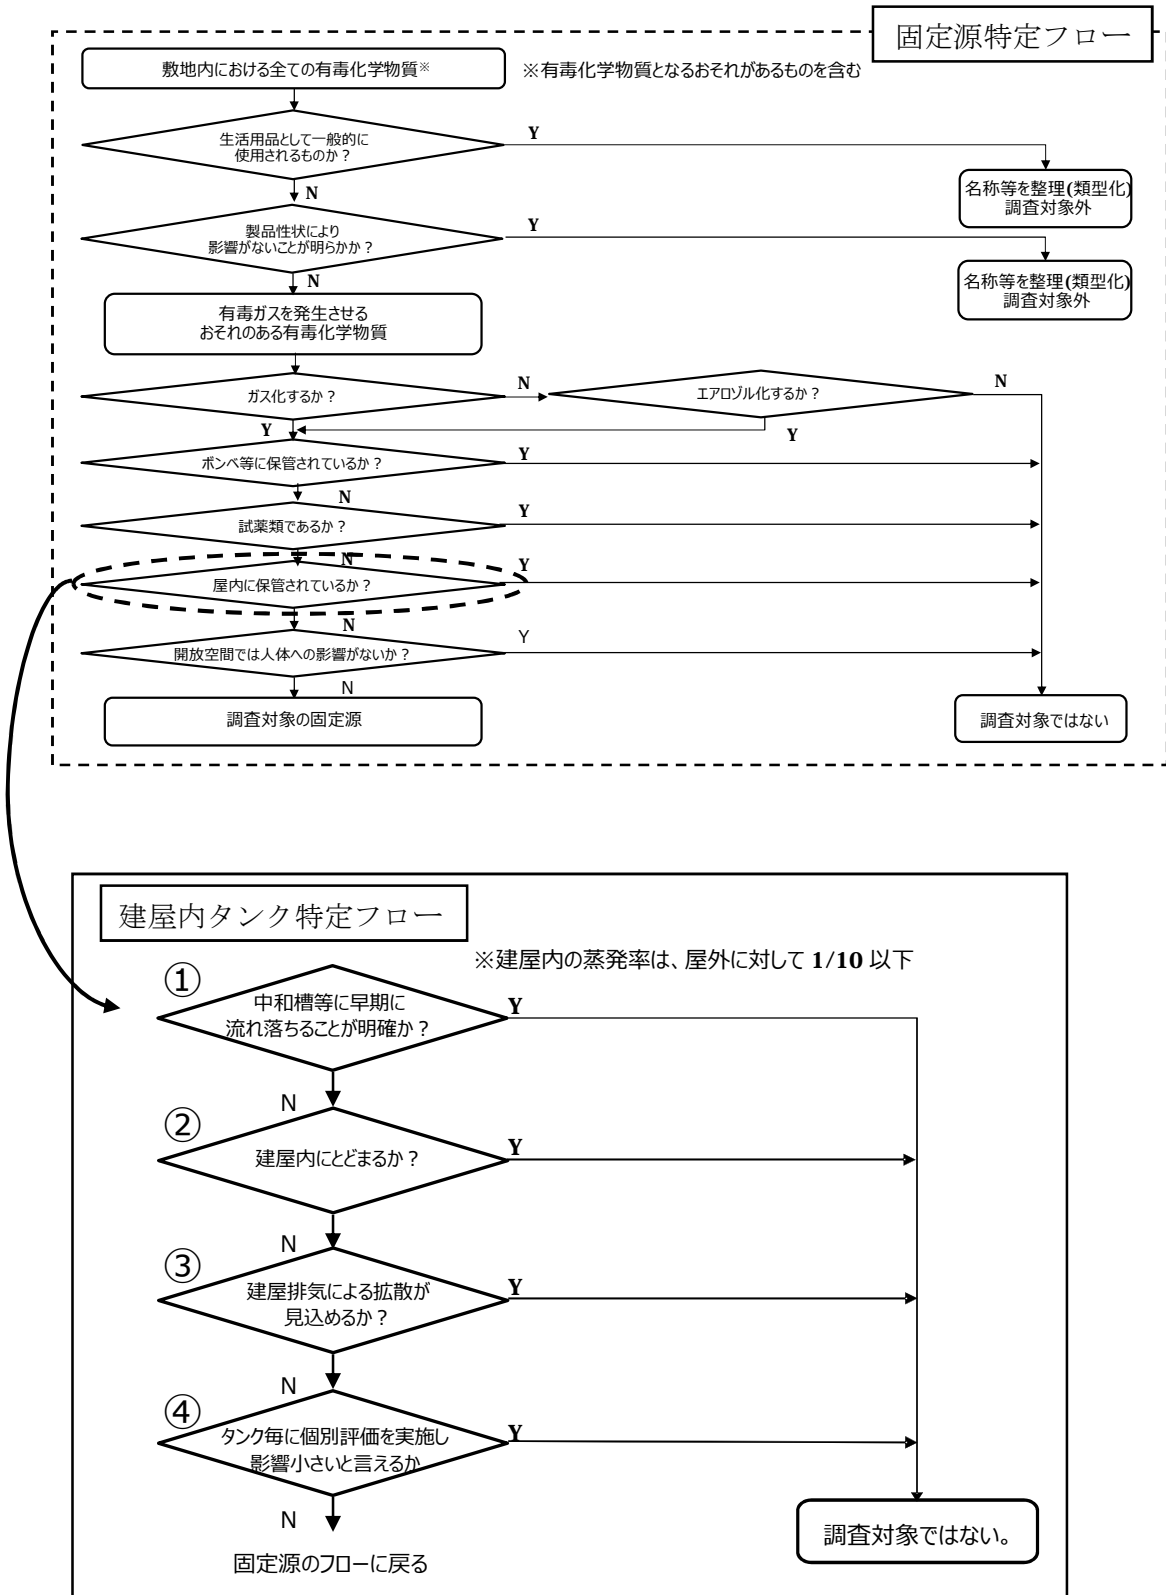 固定源特定フロー
敷地内における全ての有毒化学物質※
※有毒化学物質となるおそれがあるものを含む
生活用品として一般的に
使用されるものか？
Y
N
名称等を整理(類型化)
調査対象外
製品性状により
影響がないことが明らかか？
Y
N
名称等を整理(類型化)
調査対象外
有毒ガスを発生させる
おそれのある有毒化学物質
ガス化するか？
N
エアロゾル化するか？
N
Y
Y
ボンベ等に保管されているか？
Y
N
試薬類であるか？
Y
N
屋内に保管されているか？
Y
N
開放空間では人体への影響がないか？
Y
N
調査対象の固定源
調査対象ではない
建屋内タンク特定フロー
※建屋内の蒸発率は、屋外に対して 1/10 以下
①
中和槽等に早期に
流れ落ちることが明確か？
Y
N
②
建屋内にとどまるか？
Y
N
③
建屋排気による拡散が
見込めるか？
Y
N
④
タンク毎に個別評価を実施し
影響小さいと言えるか
Y
N
固定源のフローに戻る
調査対象ではない。